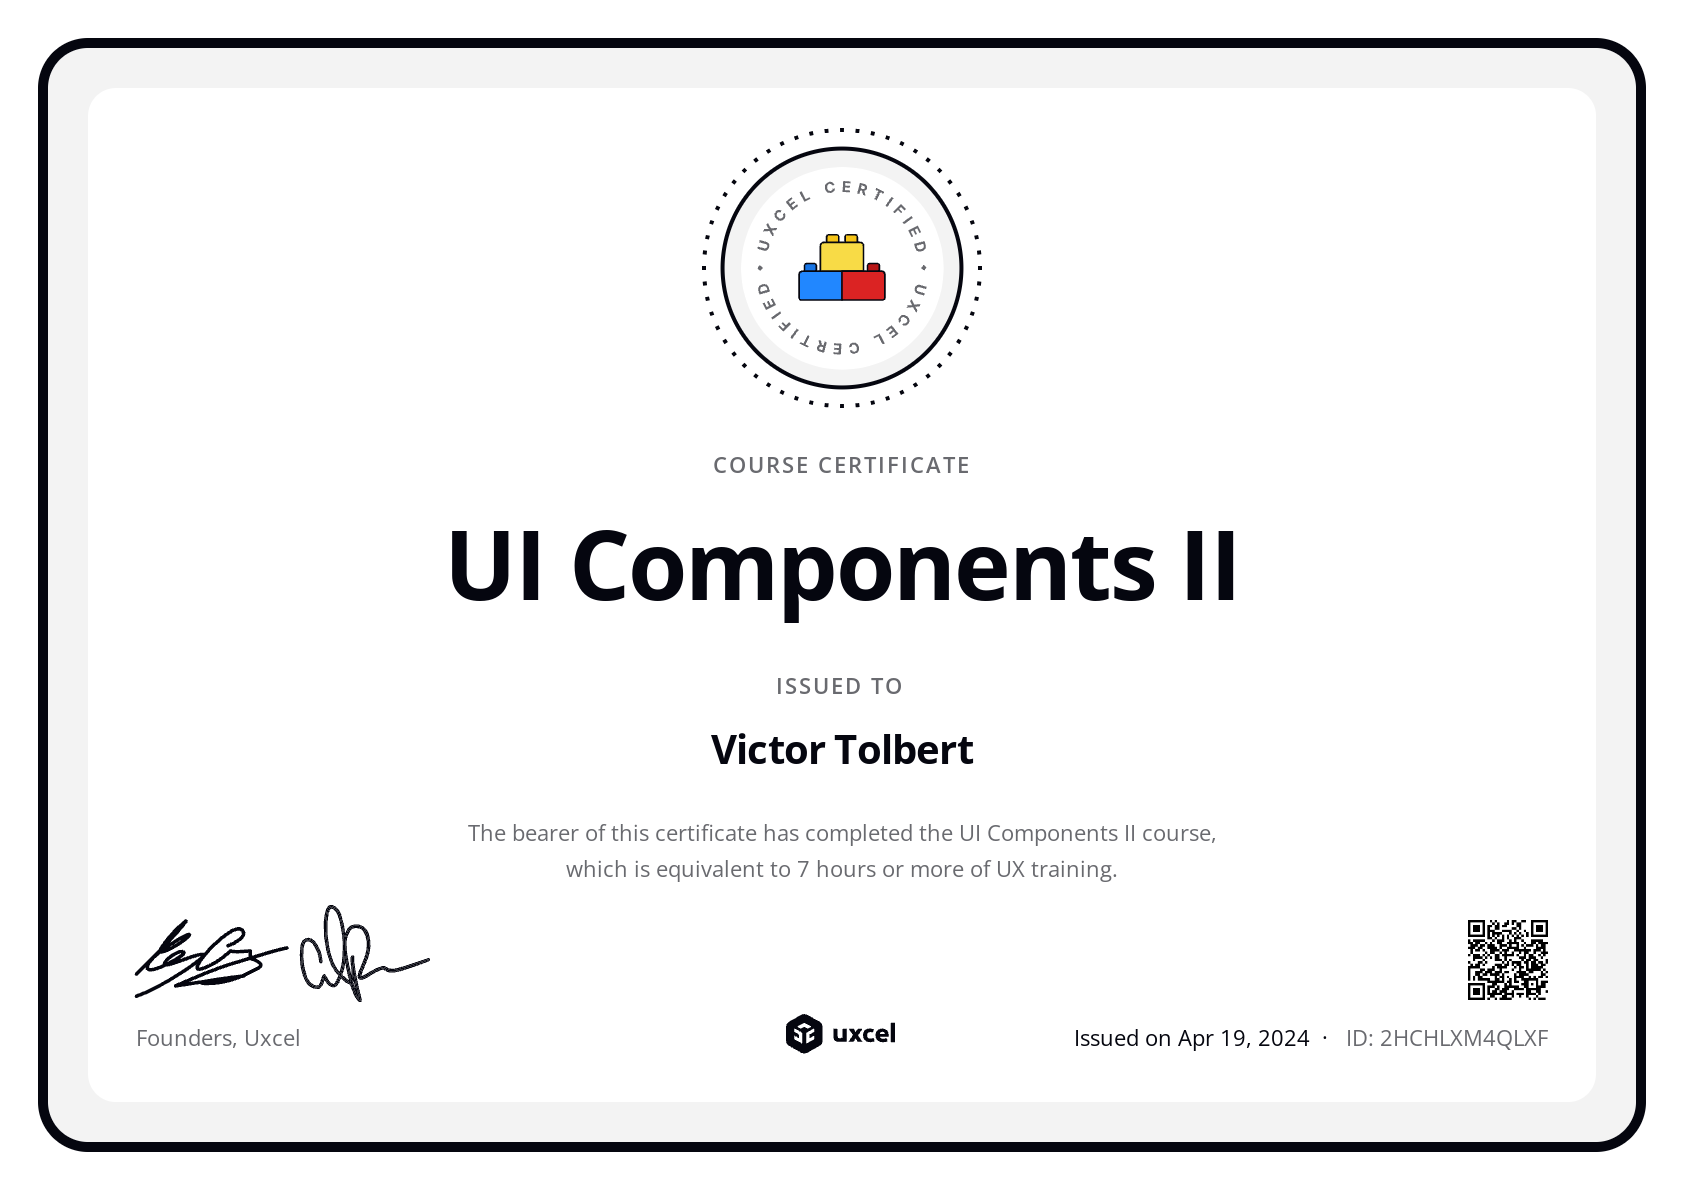 UXCEL CERTIFIED • UXCEL CERTIFIED •
COURSE CERTIFICATE
UI Components II
ISSUED TO
Victor Tolbert
The bearer of this certificate has completed the UI Components II course,
which is equivalent to 7 hours or more of UX training.
Founders, Uxcel
uxcel
Issued on Apr 19, 2024 · ID: 2HCHLXM4QLXF